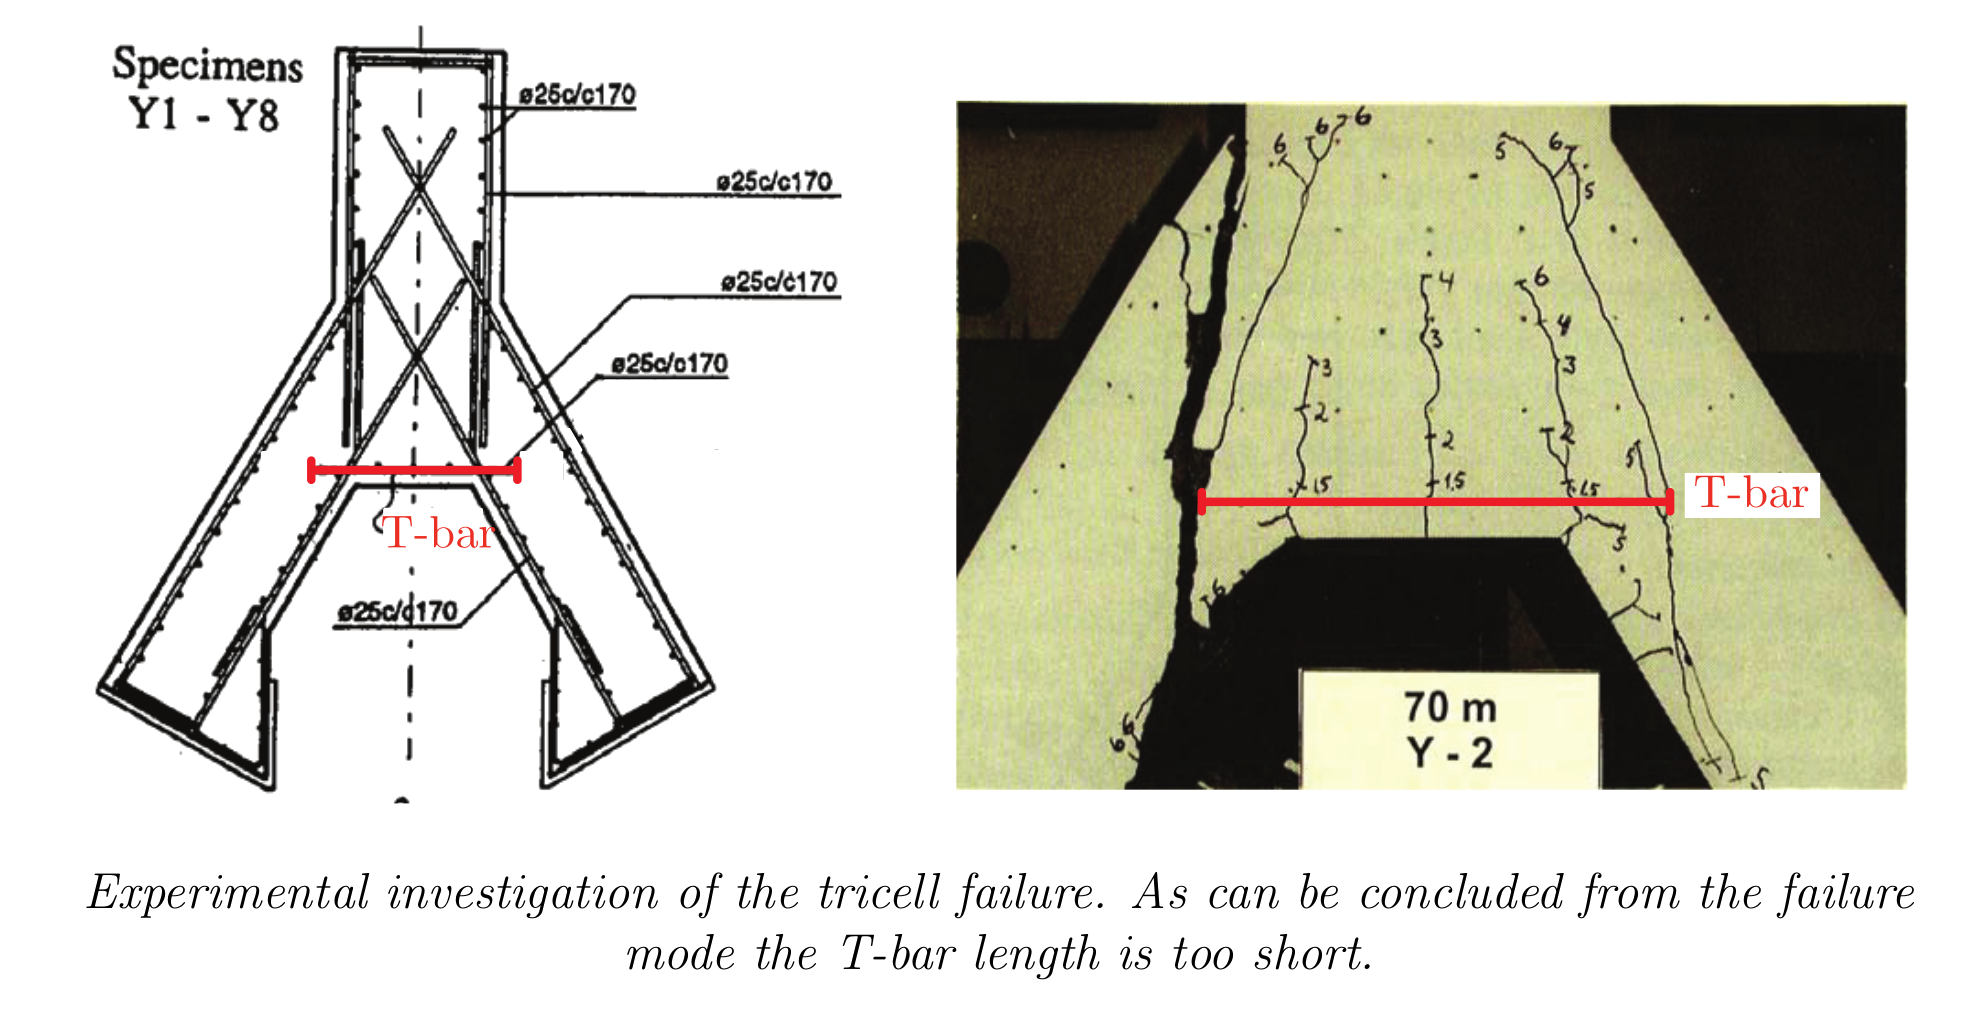 Specimens
Y1 - Y8
ø25c/c170
ø25c/c170
ø25c/c170
ø25c/c170
T-bar
ø25c/c170
6
6
6
5
6
5
4
6
3
4
3
3
2
2
2
5
1.5
1.5
1.5
T-bar
5
6
6
6
5
70 m
Y - 2
Experimental investigation of the tricell failure. As can be concluded from the failure
mode the T-bar length is too short.